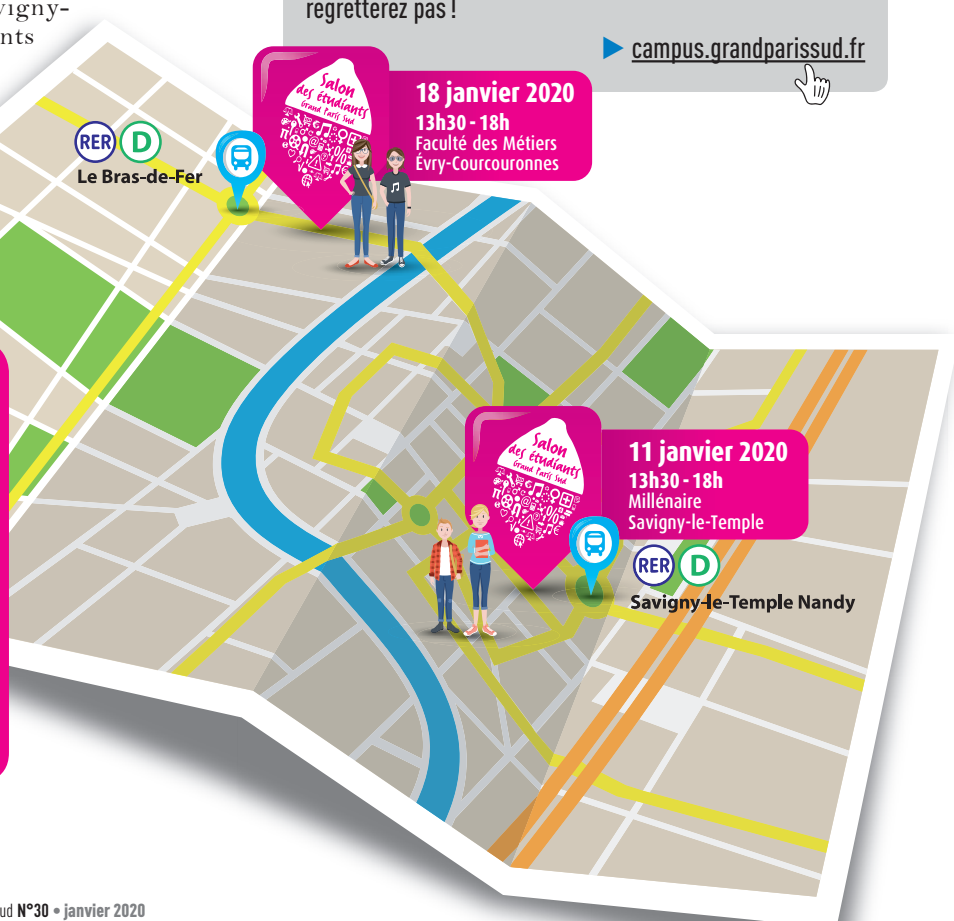 vigny-
nts
regretterez pas !
campus.grandparissud.fr
Salon
des étudiants
Grand Paris Sud
18 janvier 2020
13h30 - 18h
Faculté des Métiers
Évry-Courcouronnes
RER D
Le Bras-de-Fer
Salon
des étudiants
Grand Paris Sud
11 janvier 2020
13h30 - 18h
Millénaire
Savigny-le-Temple
RER D
Savigny-le-Temple Nandy
ud N°30 • janvier 2020